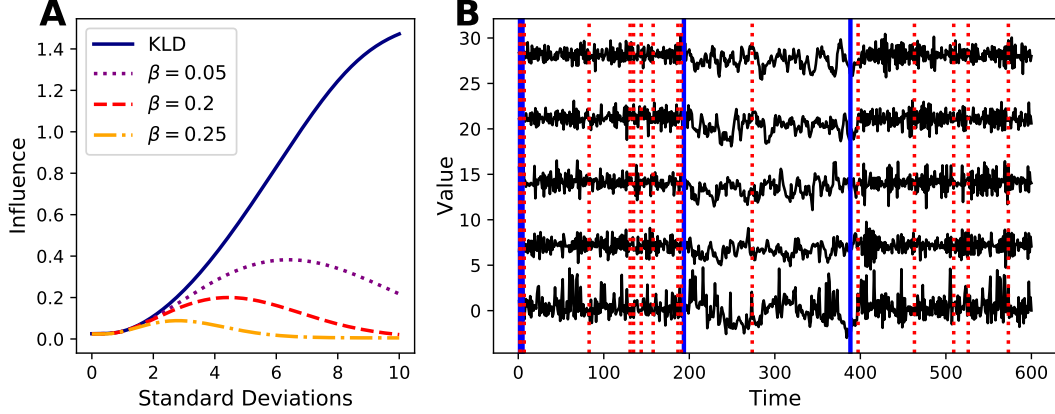 A
1.4
1.2
1.0
0.8
0.6
0.4
0.2
0.0
Influence
KLD
β = 0.05
β = 0.2
β = 0.25
0 2 4 6 8 10
Standard Deviations
B
30
25
20
15
10
5
0
Value
0 100 200 300 400 500 600
Time